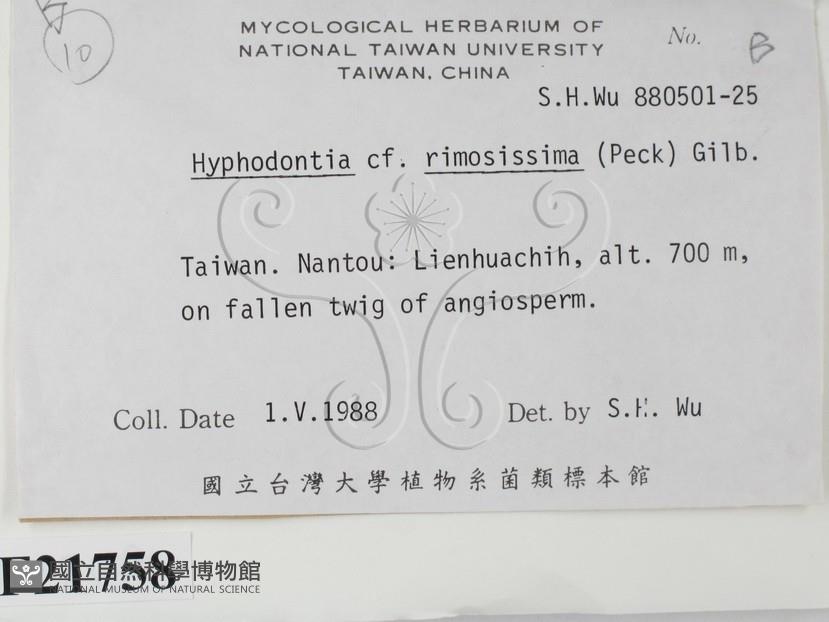 10
MYCOLOGICAL HERBARIUM OF
NATIONAL TAIWAN UNIVERSITY
TAIWAN, CHINA
No. B
S.H.Wu 880501-25
Hyphodontia cf. rimosissima (Peck) Gilb.
Taiwan. Nantou: Lienhuachih, alt. 700 m,
on fallen twig of angiosperm.
Coll. Date 1.V.1988 Det. by S.H. Wu
國立台灣大學植物系菌類標本館
F21758
國立自然科學博物館
NATIONAL MUSEUM OF NATURAL SCIENCE